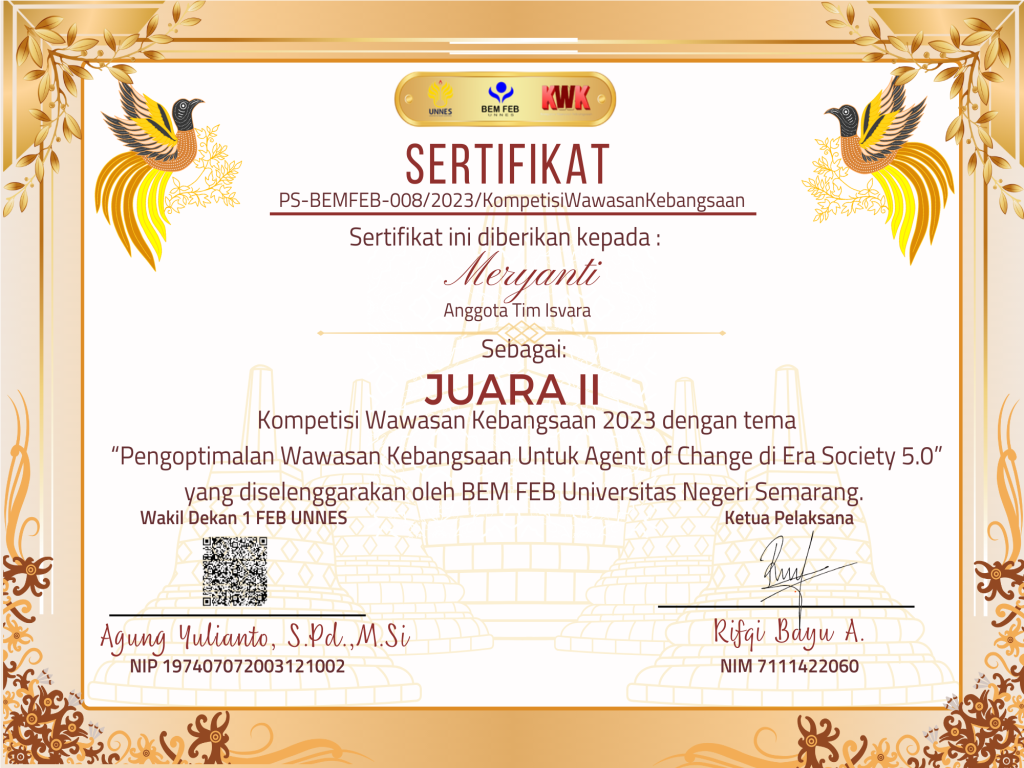 UNNES
BEM FEB
UNNES
KWK
SERTIFIKAT
PS-BEMFEB-008/2023/KompetisiWawasanKebangsaan
Sertifikat ini diberikan kepada :
Meryanti
Anggota Tim Isvara
Sebagai:
JUARA II
Kompetisi Wawasan Kebangsaan 2023 dengan tema
“Pengoptimalan Wawasan Kebangsaan Untuk Agent of Change di Era Society 5.0”
yang diselenggarakan oleh BEM FEB Universitas Negeri Semarang.
Wakil Dekan 1 FEB UNNES
Agung Yulianto, S.Pd.,M.Si
NIP 197407072003121002
Ketua Pelaksana
Rifqi Bayu A.
NIM 7111422060